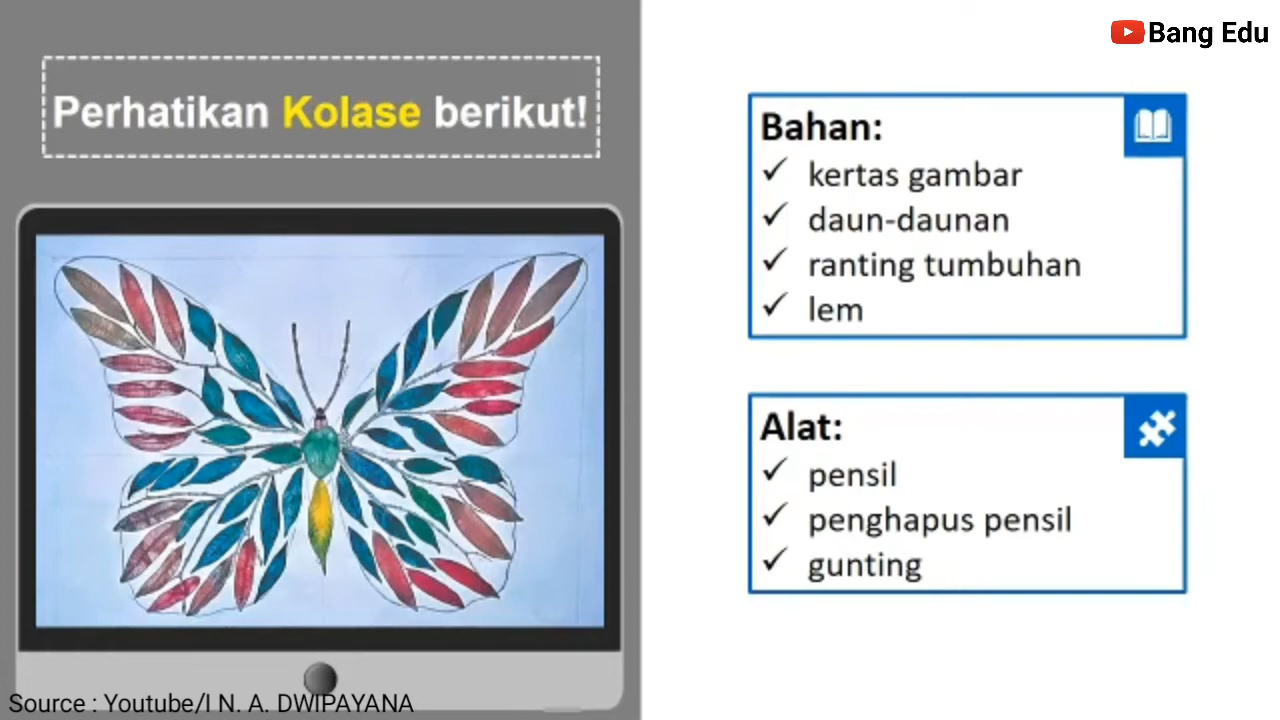 Bang Edu
Perhatikan Kolase berikut!
Bahan:
✓ kertas gambar
✓ daun-daunan
✓ ranting tumbuhan
✓ lem
Alat:
✓ pensil
✓ penghapus pensil
✓ gunting
Source : Youtube/I N. A. DWIPAYANA